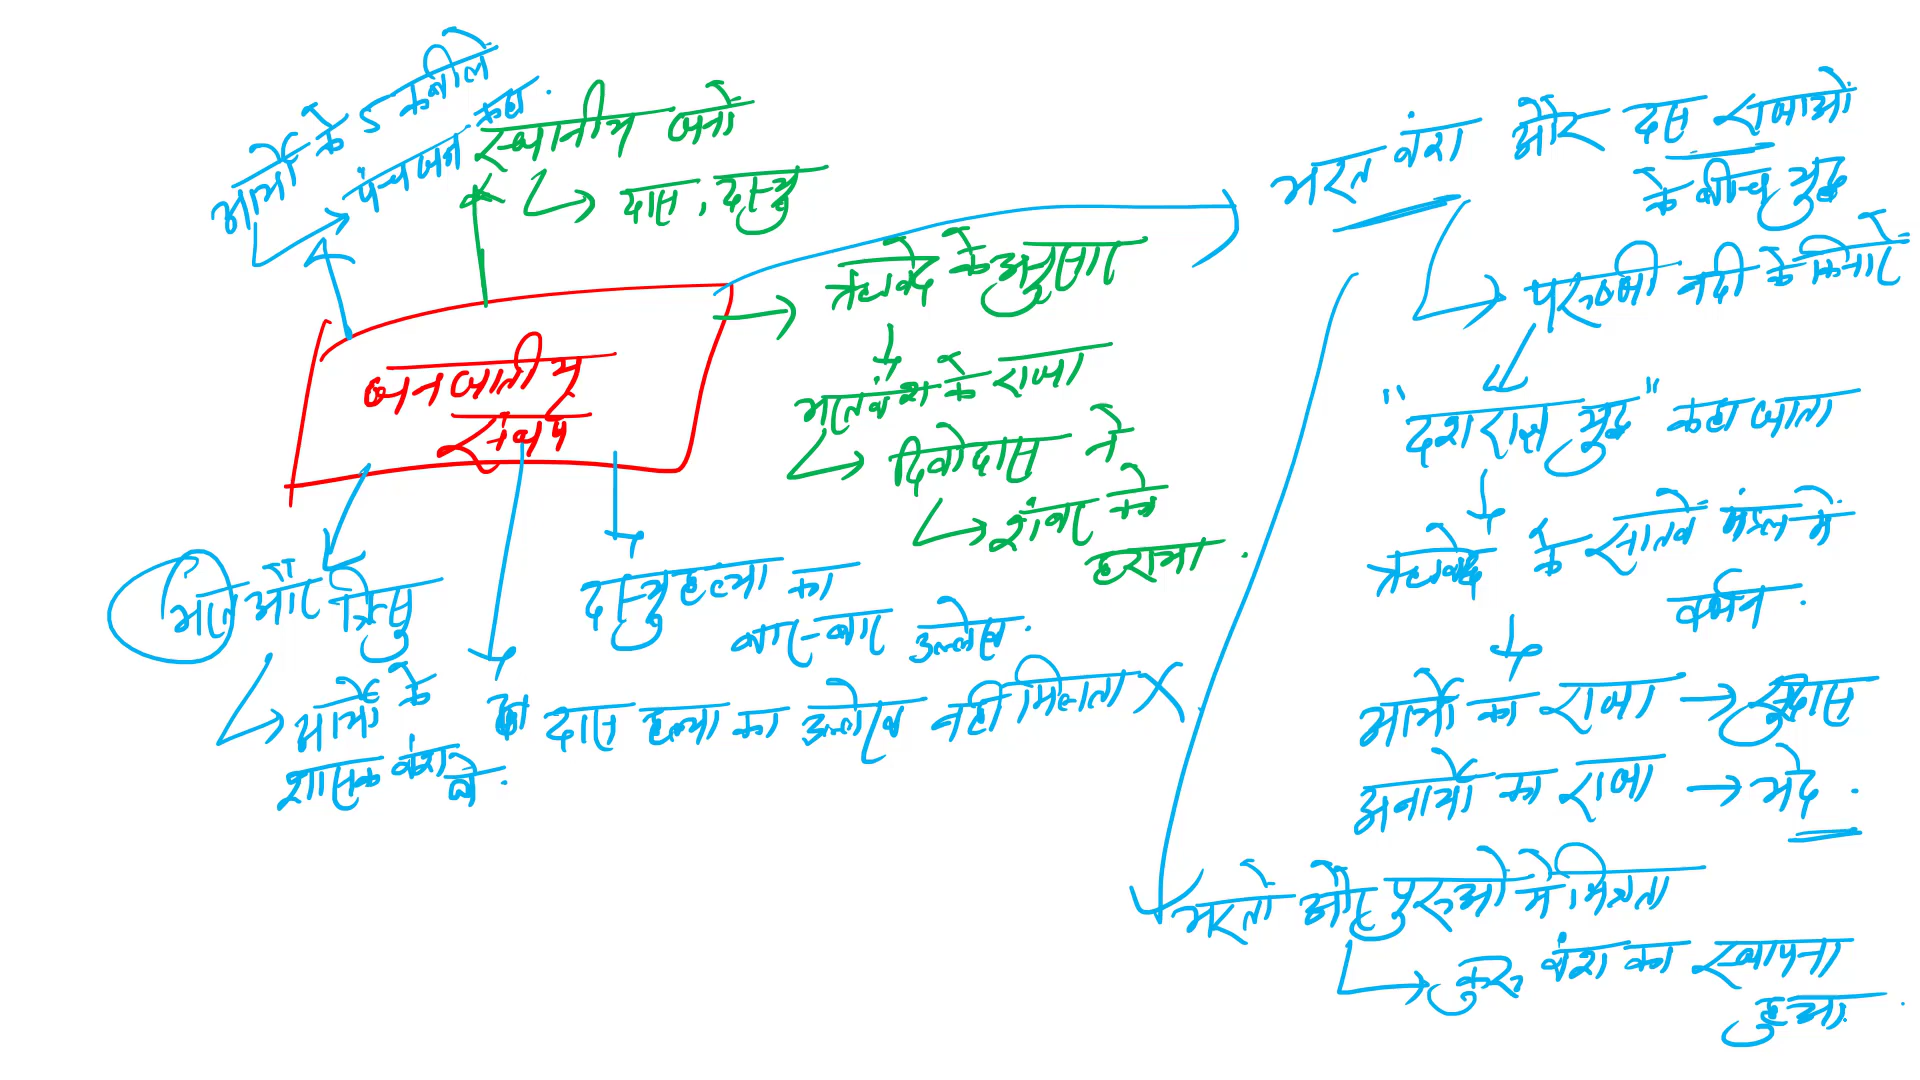 आर्यों के 5 कबीले
पंचजन कहा.
स्थानीय जनों
दास, दस्यु
जनजातीय
संघर्ष
ऋग्वेद के अनुसार
भरतवंश के राजा
दिवोदास ने
शंबर को
हराया.
भरत और त्रित्सु
आर्यों के
शासक वंश थे.
दस्यु हत्या का
बार-बार उल्लेख.
दास हत्या का उल्लेख नहीं मिलता X
भरत वंश और दस राजाओं
के बीच युद्ध
परुष्णी नदी के किनारे
"दशराज्ञ युद्ध" कहा जाता
ऋग्वेद के सातवें मंडल में
वर्णन.
आर्यों का राजा → सुदास
अनार्यों का राजा → भेद.
भरतों और पुरुओं में मित्रता
कुरु वंश का स्थापना
हुआ.